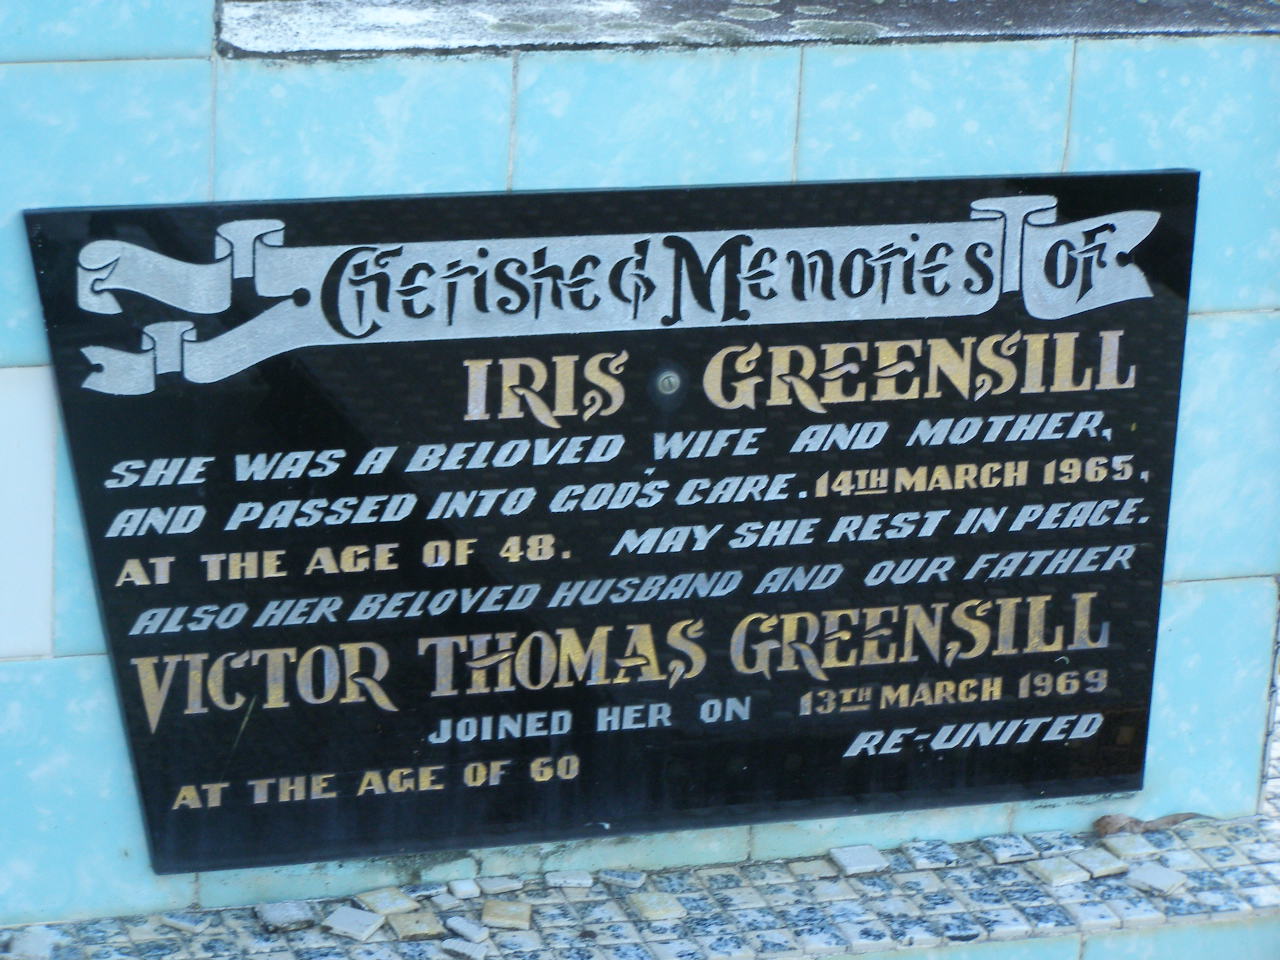 Cherished Memories of
IRIS GREENSILL
SHE WAS A BELOVED WIFE AND MOTHER,
AND PASSED INTO GOD'S CARE. 14TH MARCH 1965,
AT THE AGE OF 48. MAY SHE REST IN PEACE.
ALSO HER BELOVED HUSBAND AND OUR FATHER
VICTOR THOMAS GREENSILL
JOINED HER ON 13TH MARCH 1969
AT THE AGE OF 60 RE-UNITED